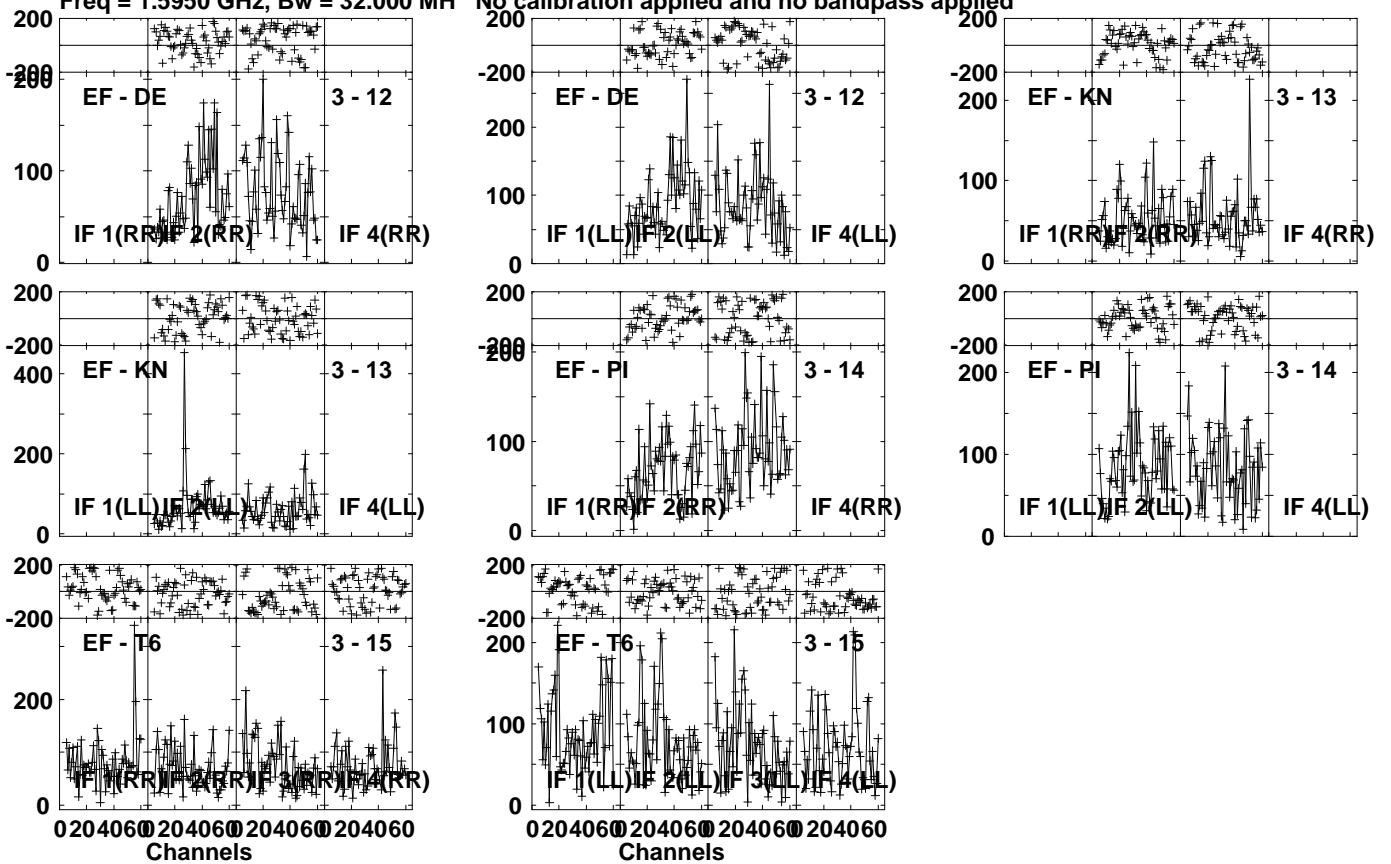 Freq = 1.5950 GHz, Bw = 32.000 MH No calibration applied and no bandpass applied
200 200 200
-200 -200 -200
200
EF - DE 3 - 12 EF - DE 3 - 12 EF - KN 3 - 13
200 200
100 100 100
IF 1(RR) IF 2(RR) IF 4(RR) IF 1(LL) IF 2(LL) IF 4(LL) IF 1(RR) IF 2(RR) IF 4(RR)
0 0 0
200 200 200
-200 -200 -200
200
EF - KN 3 - 13 EF - PI 3 - 14 EF - PI 3 - 14
400 200
200 100 100
IF 1(LL) IF 2(LL) IF 4(LL) IF 1(RR) IF 2(RR) IF 4(RR) IF 1(LL) IF 2(LL) IF 4(LL)
0 0 0
200 200
-200 -200
EF - T6 3 - 15 EF - T6 3 - 15
200 200
100
IF 1(RR) IF 2(RR) IF 3(RR) IF 4(RR) IF 1(LL) IF 2(LL) IF 3(LL) IF 4(LL)
0 0
0 20 40 60 0 20 40 60 0 20 40 60 0 20 40 60 0 20 40 60 0 20 40 60 0 20 40 60 0 20 40 60
Channels Channels